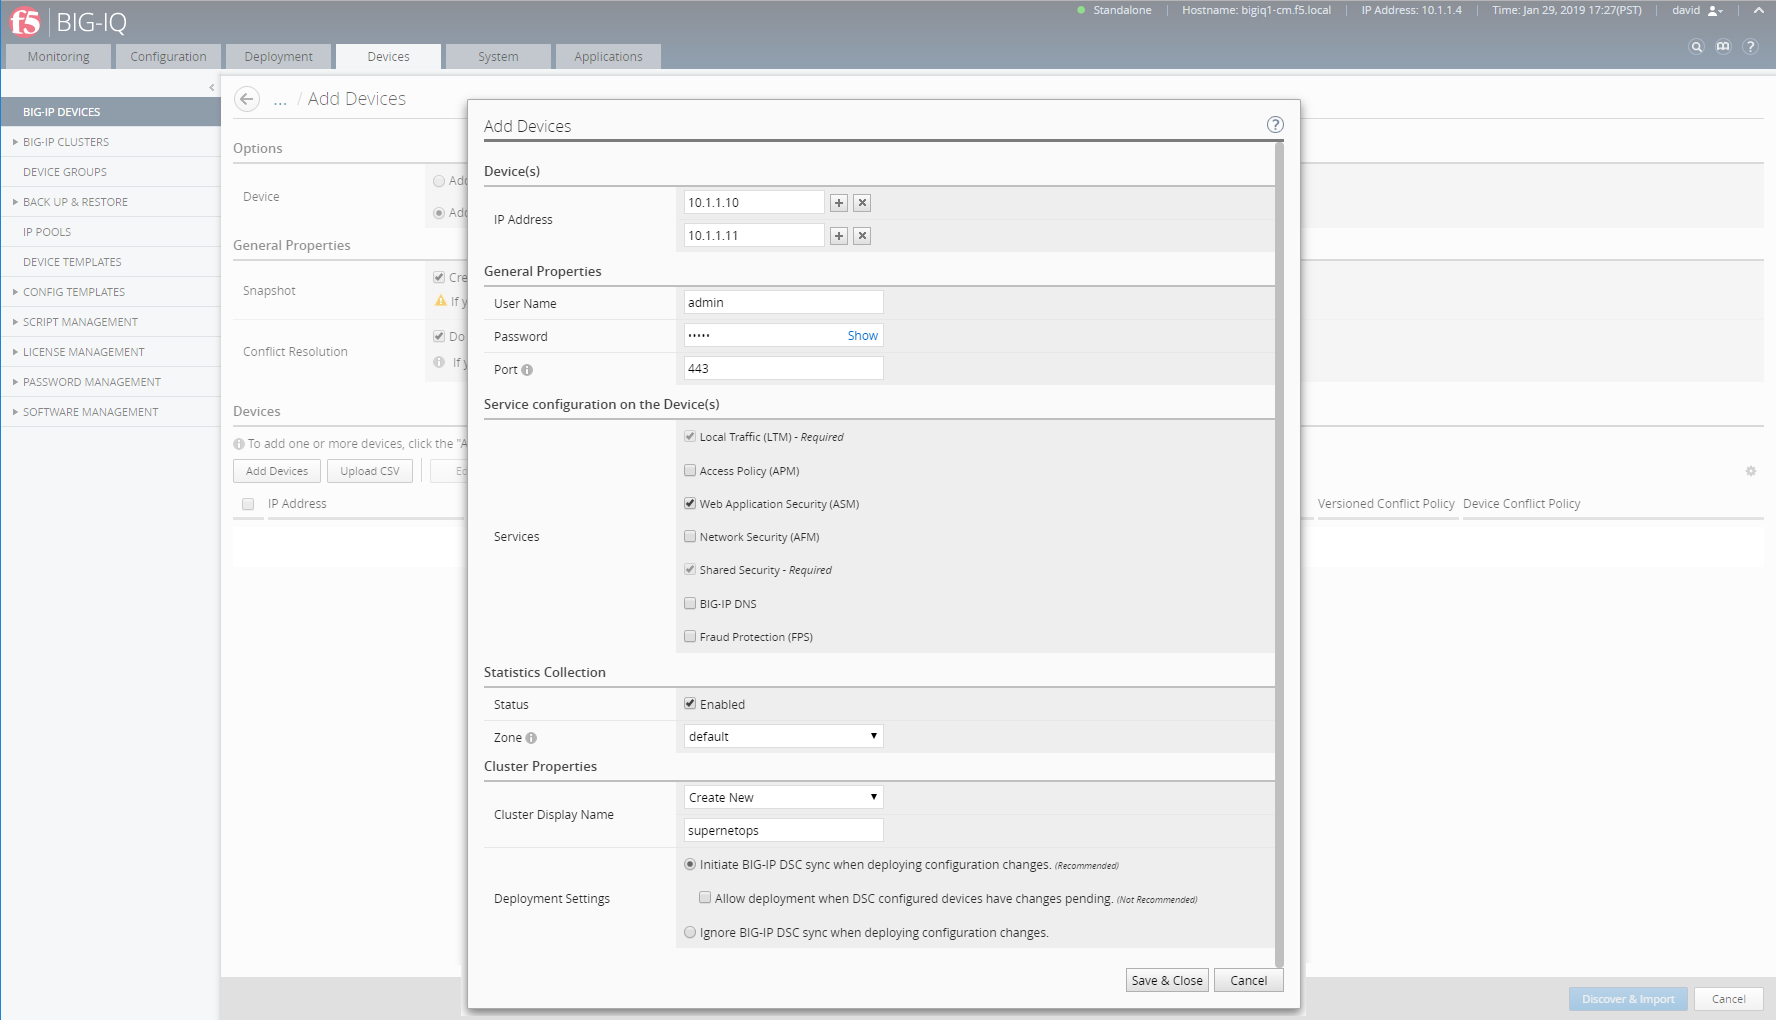 f5 BIG-IQ
Standalone Hostname: bigiq1-cm.f5.local IP Address: 10.1.1.4 Time: Jan 29, 2019 17:27(PST) david
Monitoring Configuration Deployment Devices System Applications
BIG-IP DEVICES
BIG-IP CLUSTERS
DEVICE GROUPS
BACK UP & RESTORE
IP POOLS
DEVICE TEMPLATES
CONFIG TEMPLATES
SCRIPT MANAGEMENT
LICENSE MANAGEMENT
PASSWORD MANAGEMENT
SOFTWARE MANAGEMENT
... / Add Devices
Options
Device
Add
Add
General Properties
Snapshot
Cre
If y
Conflict Resolution
Do
If y
Devices
To add one or more devices, click the "A
Add Devices Upload CSV Ed
IP Address
Versioned Conflict Policy Device Conflict Policy
Add Devices ?
Device(s)
IP Address
10.1.1.10
10.1.1.11
General Properties
User Name admin
Password ••••• Show
Port 443
Service configuration on the Device(s)
Services
Local Traffic (LTM) - Required
Access Policy (APM)
Web Application Security (ASM)
Network Security (AFM)
Shared Security - Required
BIG-IP DNS
Fraud Protection (FPS)
Statistics Collection
Status Enabled
Zone default
Cluster Properties
Cluster Display Name
Create New
supernetops
Deployment Settings
Initiate BIG-IP DSC sync when deploying configuration changes. (Recommended)
Allow deployment when DSC configured devices have changes pending. (Not Recommended)
Ignore BIG-IP DSC sync when deploying configuration changes.
Save & Close Cancel
Discover & Import Cancel